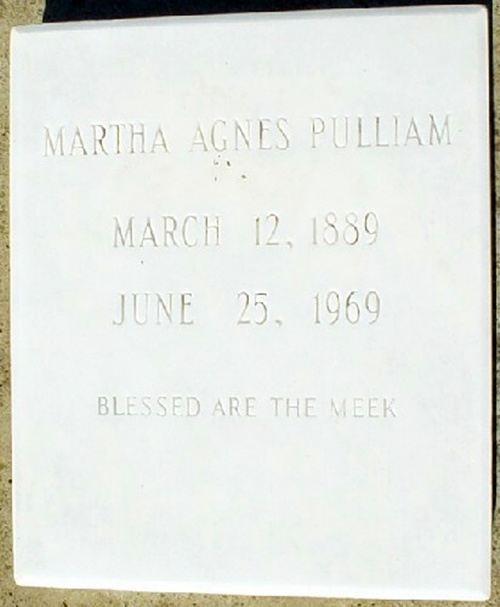 MARTHA AGNES PULLIAM
MARCH 12, 1889
JUNE 25, 1969
BLESSED ARE THE MEEK